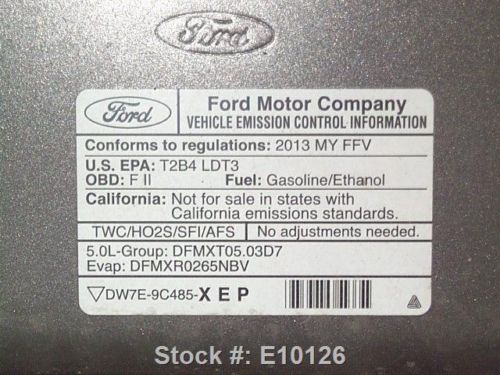 Ford
Ford
Ford Motor Company
VEHICLE EMISSION CONTROL INFORMATION
Conforms to regulations: 2013 MY FFV
U.S. EPA: T2B4 LDT3
OBD: F II Fuel: Gasoline/Ethanol
California: Not for sale in states with
California emissions standards.
TWC/HO2S/SFI/AFS No adjustments needed.
5.0L-Group: DFMXT05.03D7
Evap: DFMXR0265NBV
▽DW7E-9C485-X E P
Stock #: E10126